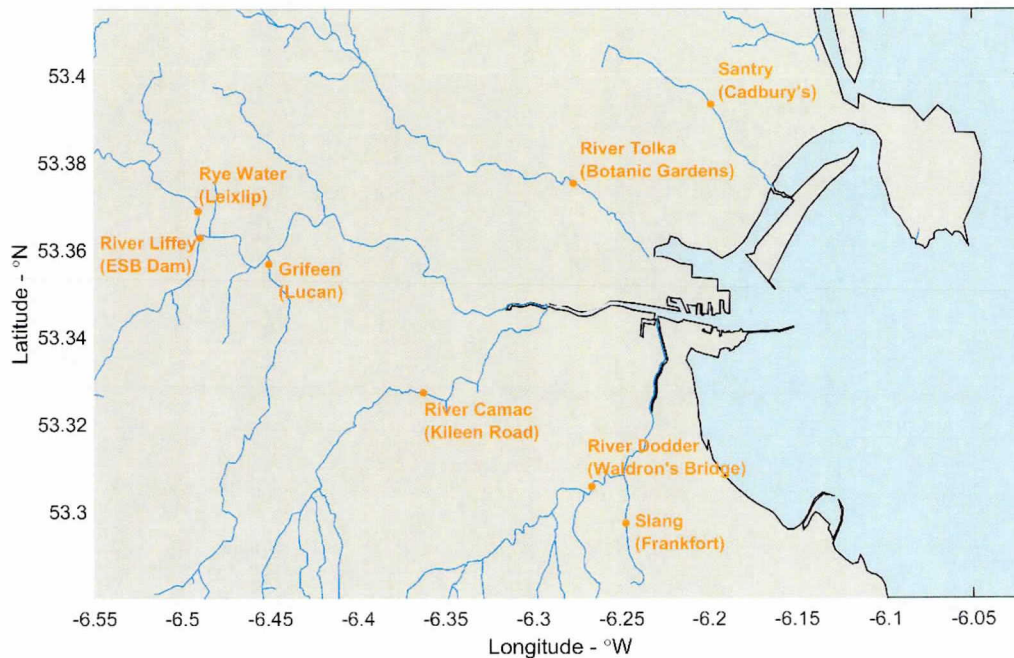 53.4
53.38
53.36
53.34
53.32
53.3
Latitude - °N
Santry
(Cadbury's)
River Tolka
(Botanic Gardens)
Rye Water
(Leixlip)
River Liffey
(ESB Dam)
Grifeen
(Lucan)
River Camac
(Kileen Road)
River Dodder
(Waldron's Bridge)
Slang
(Frankfort)
-6.55 -6.5 -6.45 -6.4 -6.35 -6.3 -6.25 -6.2 -6.15 -6.1 -6.05
Longitude - °W